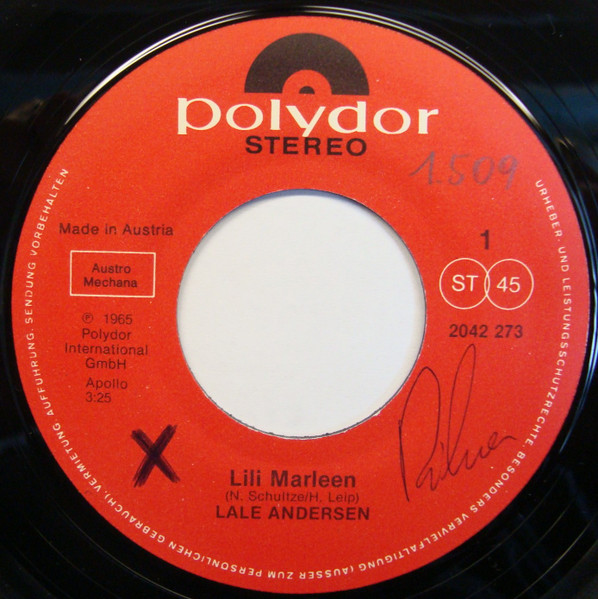 polydor
STEREO
1.509
Made in Austria
Austro
Mechana
1
ST 45
2042 273
℗ 1965
Polydor
International
GmbH
Apollo
3:25
X
Lili Marleen
(N. Schultze/H. Leip)
LALE ANDERSEN
URHEBER- UND LEISTUNGSSCHUTZRECHTE, BESONDERS VERVIELFÄLTIGUNG (AUSSER ZUM PERSÖNLICHEN GEBRAUCH), VERMIETUNG, AUFFÜHRUNG, SENDUNG VORBEHALTEN